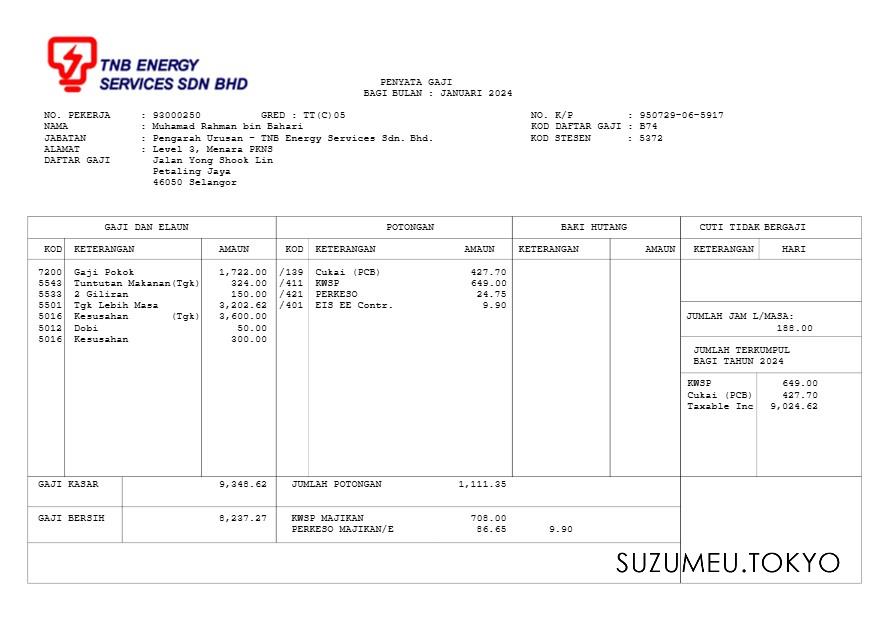 TNB ENERGY
SERVICES SDN BHD
PENYATA GAJI
BAGI BULAN : JANUARI 2024
NO. PEKERJA : 93000250 GRED : TT(C)05 NO. K/P : 950729-06-5917
NAMA : Muhamad Rahman bin Bahari KOD DAFTAR GAJI : B74
JABATAN : Pengarah Urusan - TNB Energy Services Sdn. Bhd. KOD STESEN : 5372
ALAMAT : Level 3, Menara PKNS
DAFTAR GAJI Jalan Yong Shook Lin
Petaling Jaya
46050 Selangor
GAJI DAN ELAUN POTONGAN BAKI HUTANG CUTI TIDAK BERGAJI
KOD KETERANGAN AMAUN KOD KETERANGAN AMAUN KETERANGAN AMAUN KETERANGAN HARI
7200 Gaji Pokok 1,722.00 /139 Cukai (PCB) 427.70
5543 Tuntutan Makanan(Tgk) 324.00 /411 KWSP 649.00
5533 2 Giliran 150.00 /421 PERKESO 24.75
5501 Tgk Lebih Masa 3,202.62 /401 EIS EE Contr. 9.90
5016 Kesusahan (Tgk) 3,600.00 JUMLAH JAM L/MASA:
5012 Dobi 50.00 188.00
5016 Kesusahan 300.00
JUMLAH TERKUMPUL
BAGI TAHUN 2024
KWSP 649.00
Cukai (PCB) 427.70
Taxable Inc 9,024.62
GAJI KASAR 9,348.62 JUMLAH POTONGAN 1,111.35
GAJI BERSIH 8,237.27 KWSP MAJIKAN 708.00
PERKESO MAJIKAN/E 86.65 9.90
SUZUMEU.TOKYO